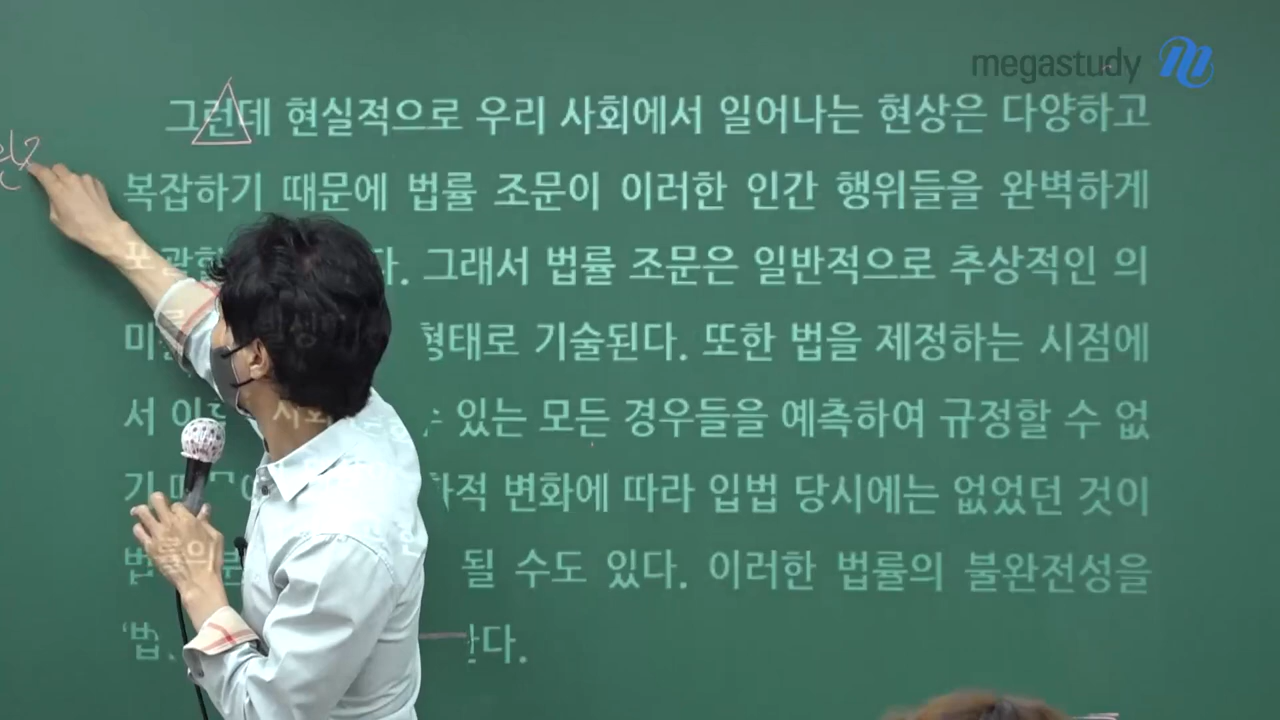 megastudy
그런데 현실적으로 우리 사회에서 일어나는 현상은 다양하고
복잡하기 때문에 법률 조문이 이러한 인간 행위들을 완벽하게
다. 그래서 법률 조문은 일반적으로 추상적인 의
형태로 기술된다. 또한 법을 제정하는 시점에
서 있는 모든 경우들을 예측하여 규정할 수 없
변화에 따라 입법 당시에는 없었던 것이
법률의 될 수도 있다. 이러한 법률의 불완전성을
‘법